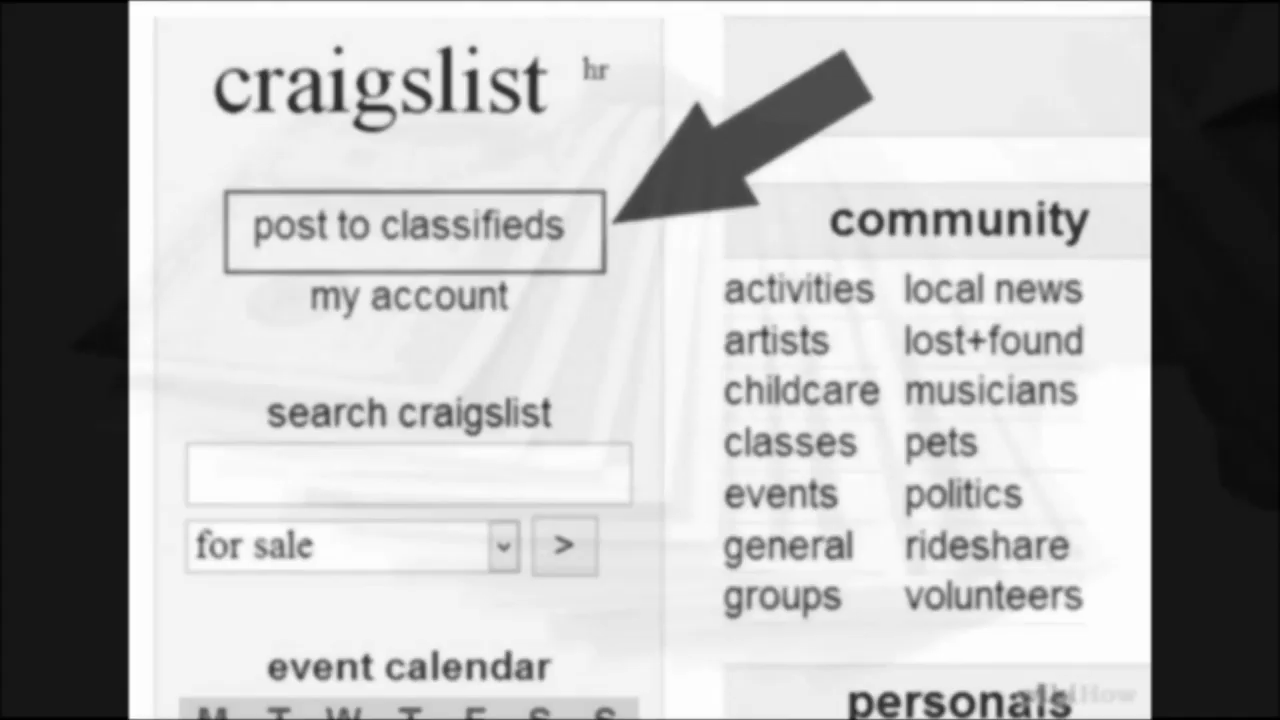 craigslist hr
post to classifieds
my account
search craigslist
for sale >
event calendar
M T W T F S S
community
activities local news
artists lost+found
childcare musicians
classes pets
events politics
general rideshare
groups volunteers
personals
wikiHow